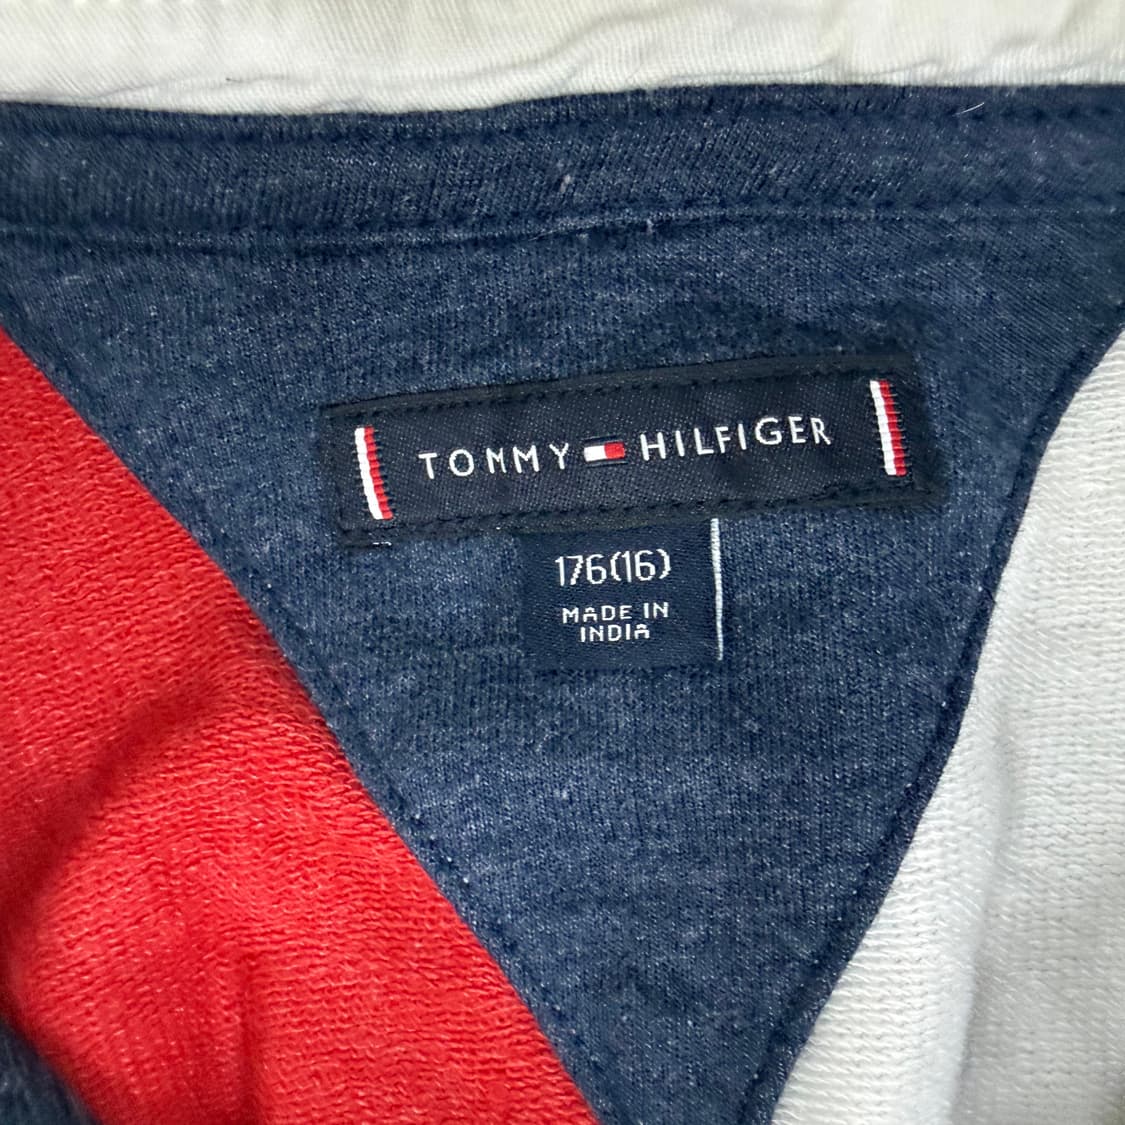 TOMMY HILFIGER
176(16)
MADE IN
INDIA